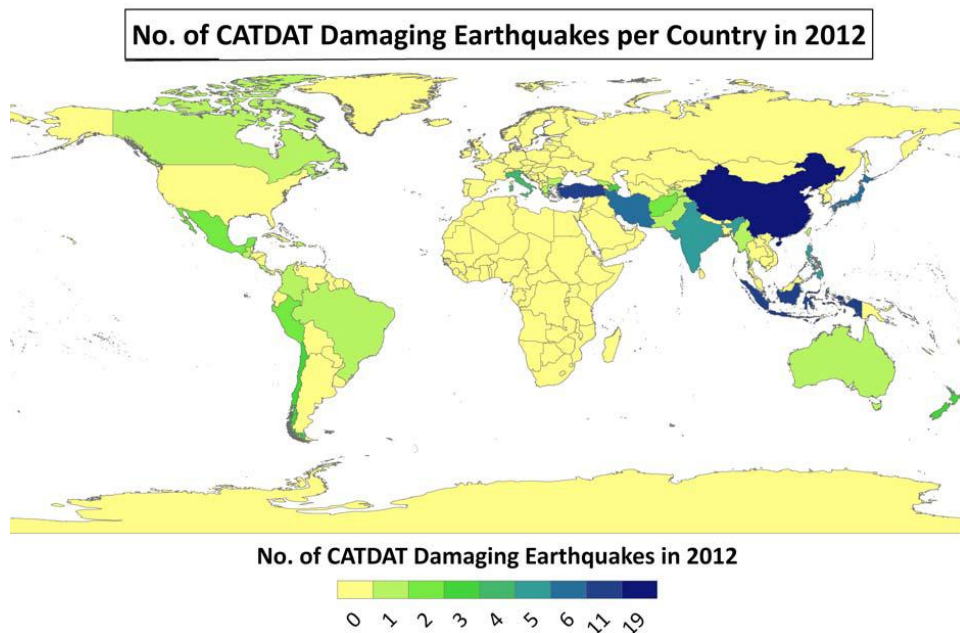 No. of CATDAT Damaging Earthquakes per Country in 2012
No. of CATDAT Damaging Earthquakes in 2012
0 1 2 3 4 5 6 11 19